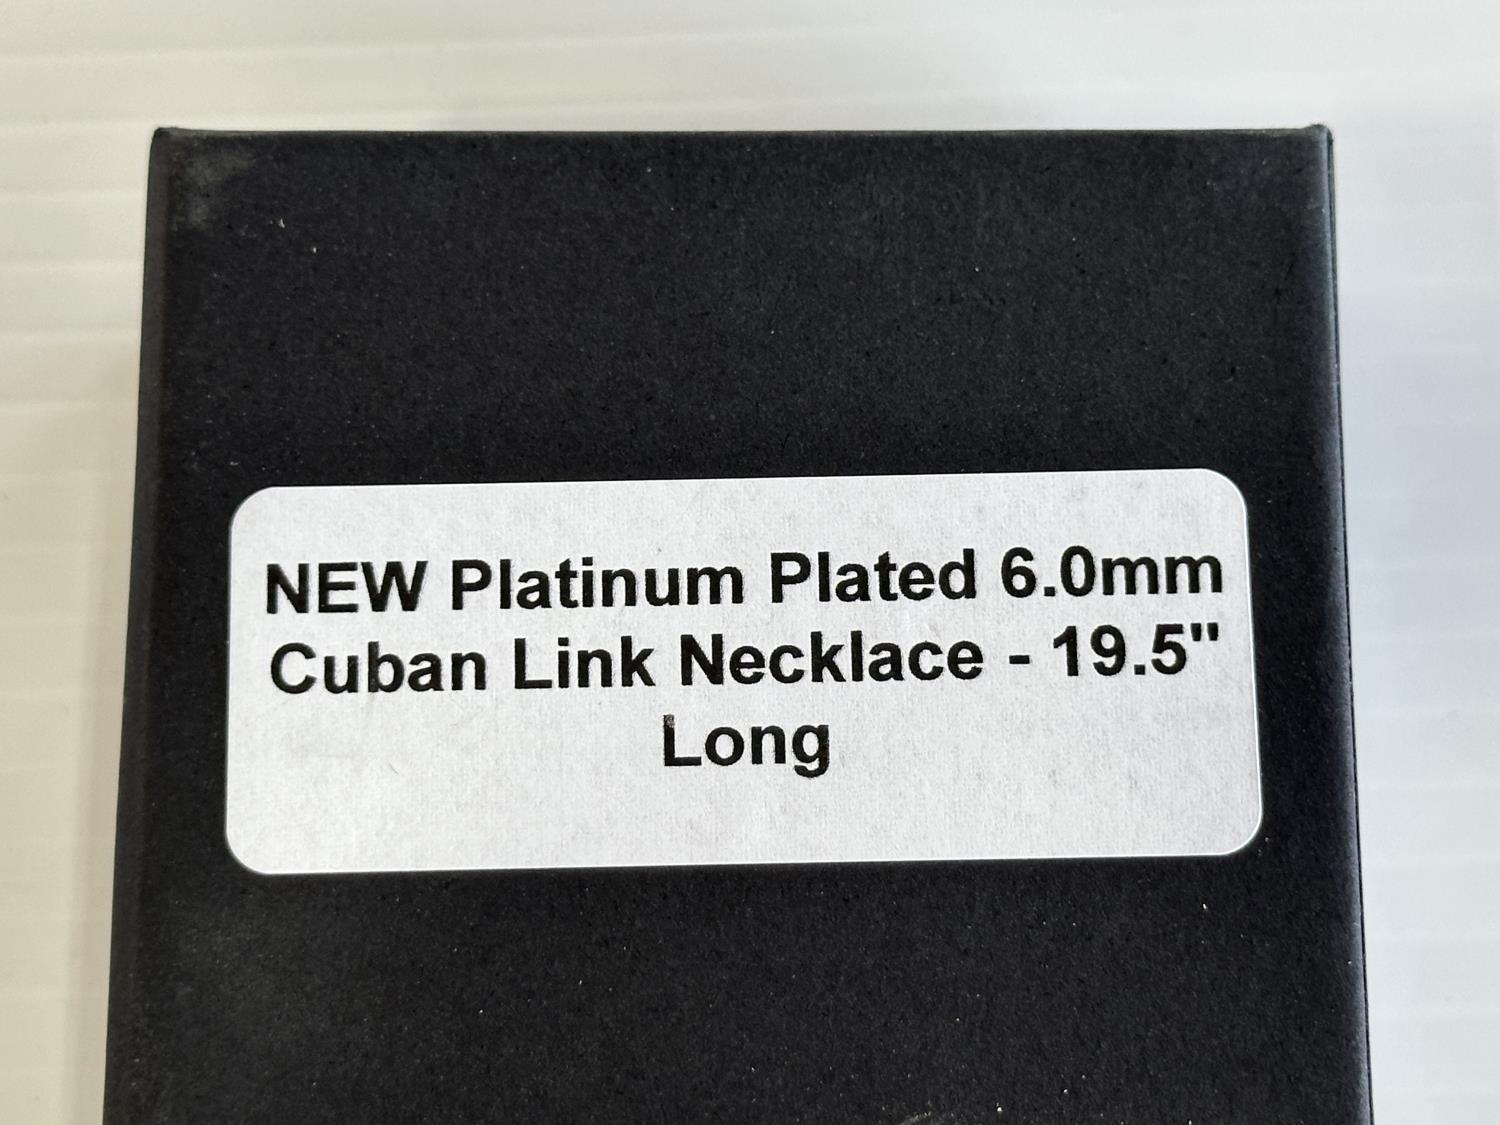 NEW Platinum Plated 6.0mm
Cuban Link Necklace - 19.5"
Long